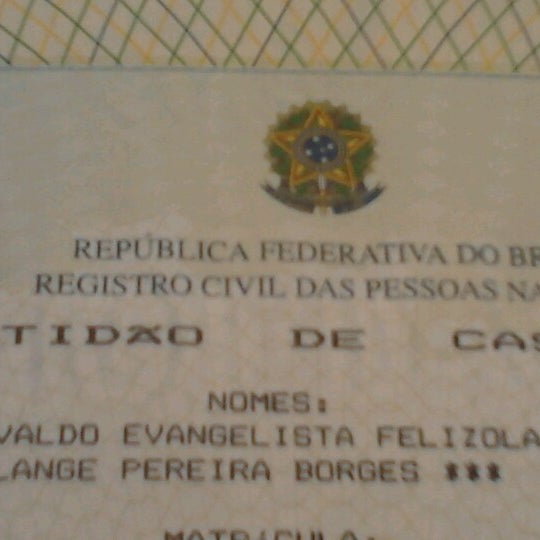 REPÚBLICA FEDERATIVA DO BR
REGISTRO CIVIL DAS PESSOAS NA
TIDÃO DE CAS
NOMES:
VALDO EVANGELISTA FELIZOLA
LANGE PEREIRA BORGES ***
MATRÍCULA: